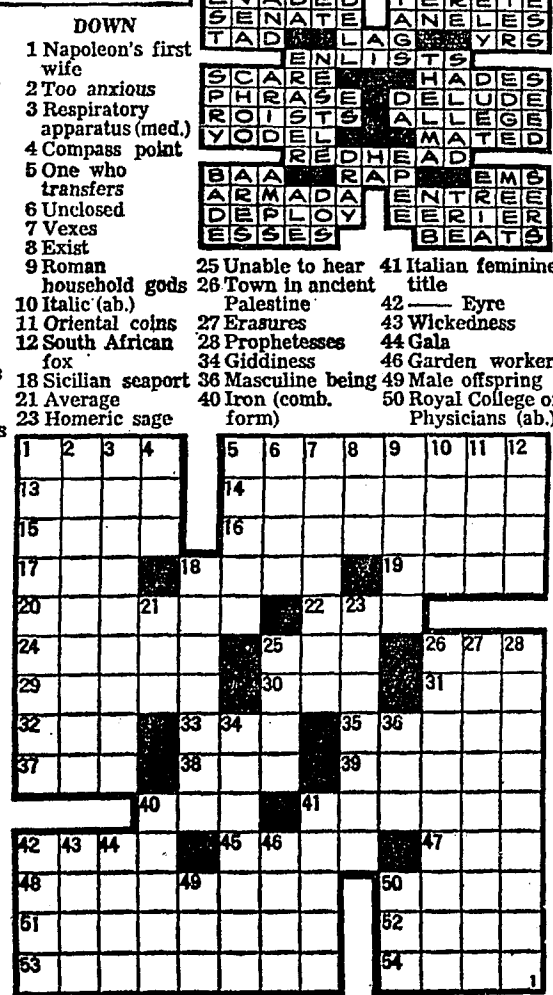 DOWN
1 Napoleon's first
wife
2 Too anxious
3 Respiratory
apparatus (med.)
4 Compass point
5 One who
transfers
6 Unclosed
7 Vexes
8 Exist
9 Roman
household gods
10 Italic (ab.)
11 Oriental coins
12 South African
fox
18 Sicilian seaport
21 Average
23 Homeric sage
SENATE ANELES
TAD LAG YRS
ENLISTS
SCARE HADES
PHRASE DELUDE
ROISTS ALLEGE
YODEL MATED
REDHEAD
BAA RAP EMS
ARMADA ENTREE
DEPLOY EERIER
ESSES BEATS
25 Unable to hear
26 Town in ancient
Palestine
27 Erasures
28 Prophetesses
34 Giddiness
36 Masculine being
40 Iron (comb.
form)
41 Italian feminine
title
42 —— Eyre
43 Wickedness
44 Gala
46 Garden worker
49 Male offspring
50 Royal College of
Physicians (ab.)
1 2 3 4 5 6 7 8 9 10 11 12
13 14
15 16
17 18 19
20 21 22 23
24 25 26 27 28
29 30 31
32 33 34 35 36
37 38 39
40 41
42 43 44 45 46 47
48 49 50
51 52
53 54
1